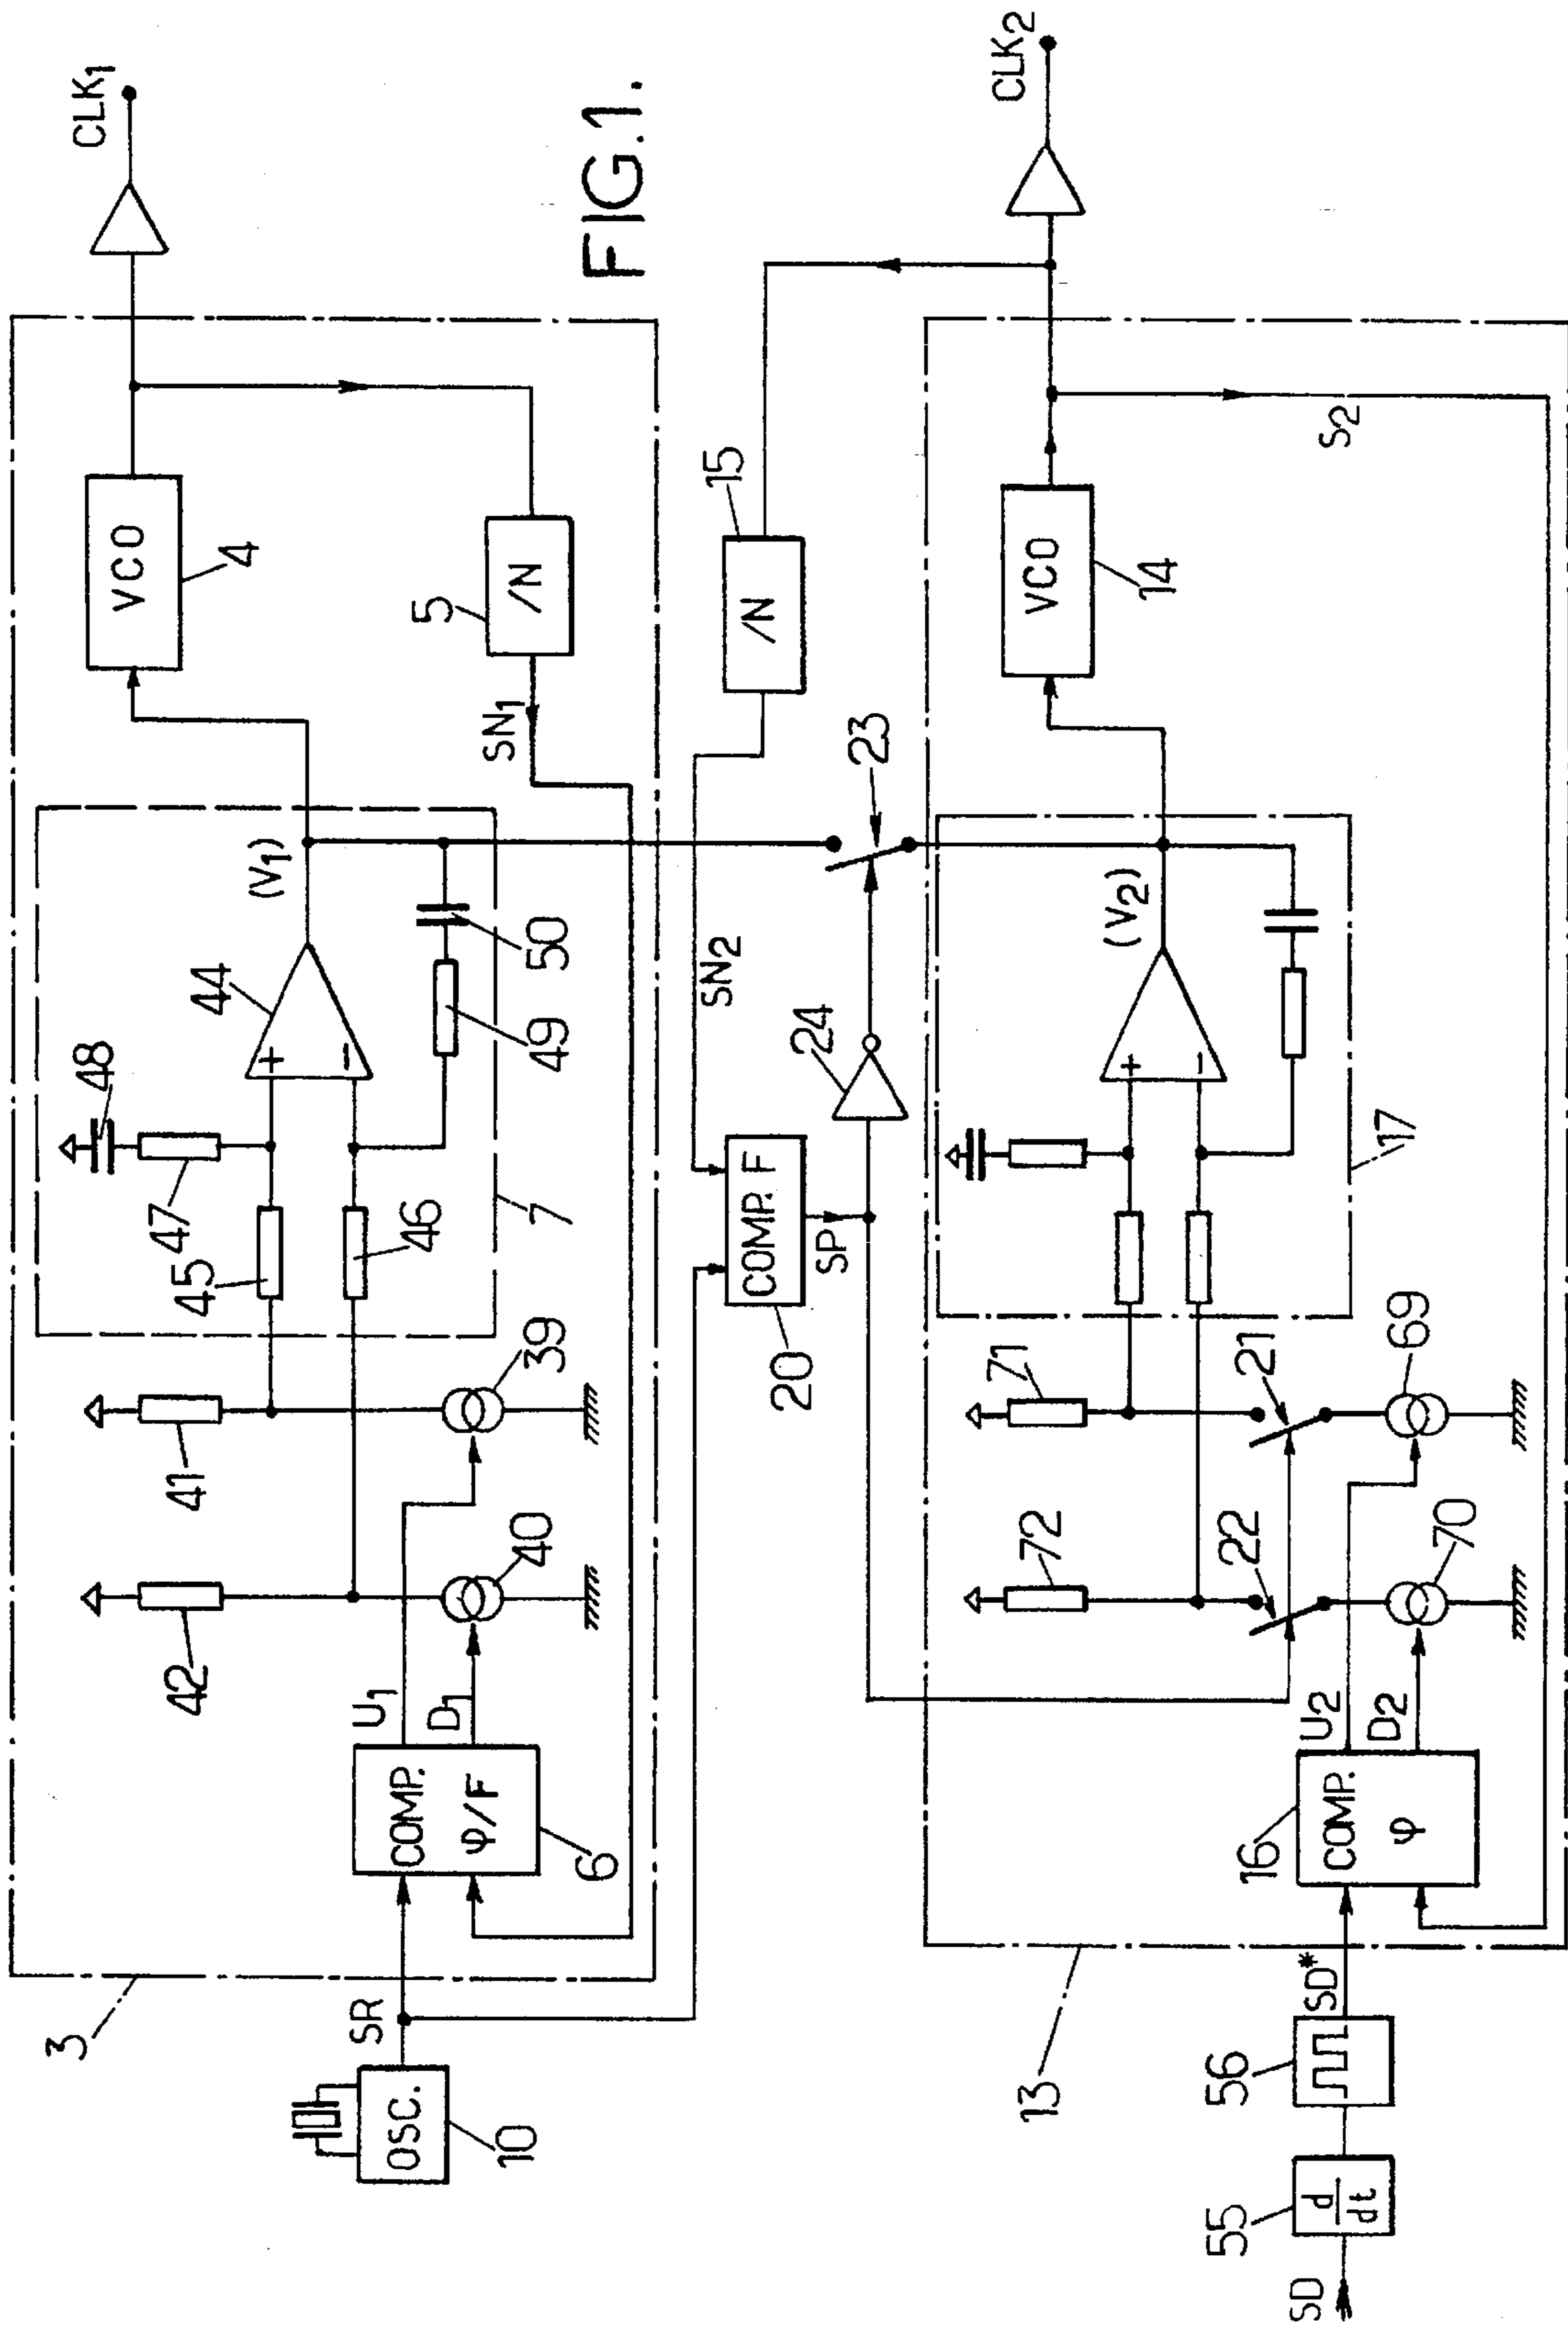 FIG.1.
3
SR
OSC.
10
COMP.
φ/F
6
U1
D1
42
41
40
39
45
46
47
48
7
44
49
50
(V1)
VCO
4
/N
5
SN1
CLK1
COMP. F
20
SP
SN2
24
23
/N
15
SD
d
dt
55
56
SD*
13
COMP.
φ
16
U2
D2
72
71
22
21
70
69
17
(V2)
VCO
14
S2
CLK2
+
−
+
−